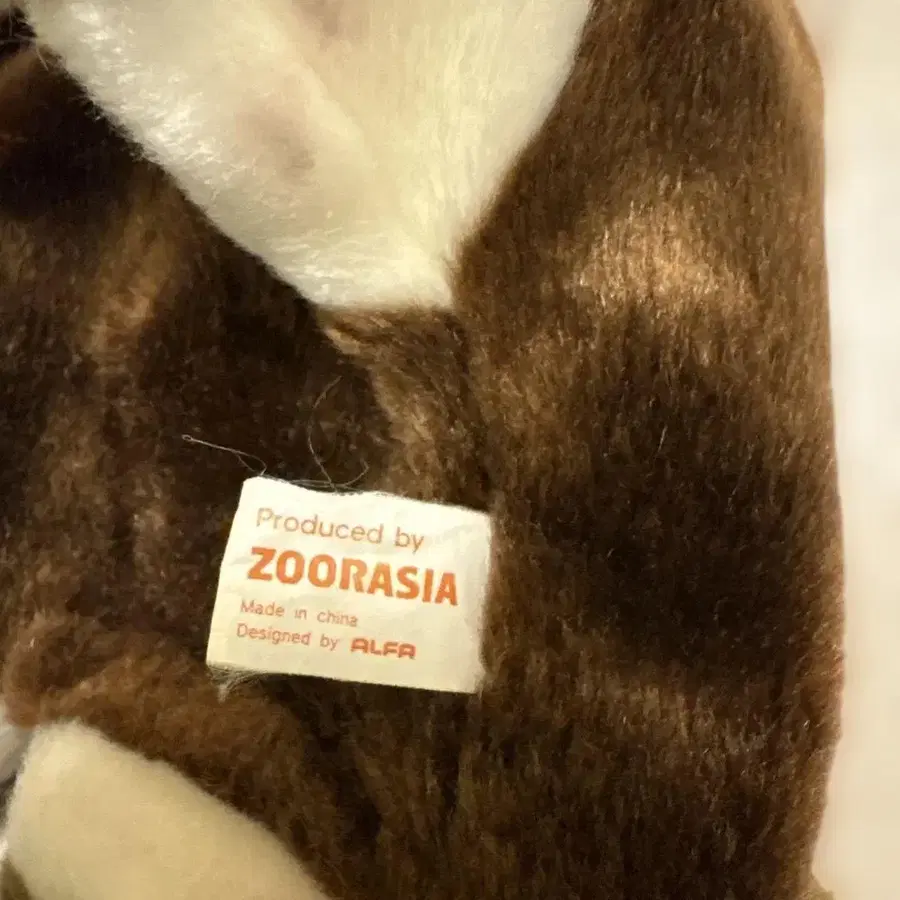 Produced by
ZOORASIA
Made in china
Designed by ALFA